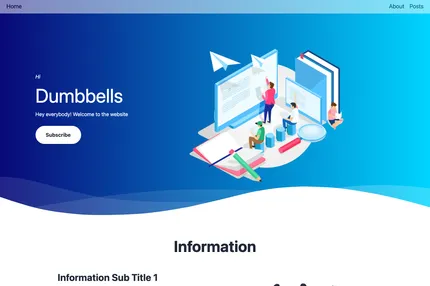 Home
About
Posts
HI
Dumbbells
Hey everybody! Welcome to the website
Subscribe
Information
Information Sub Title 1